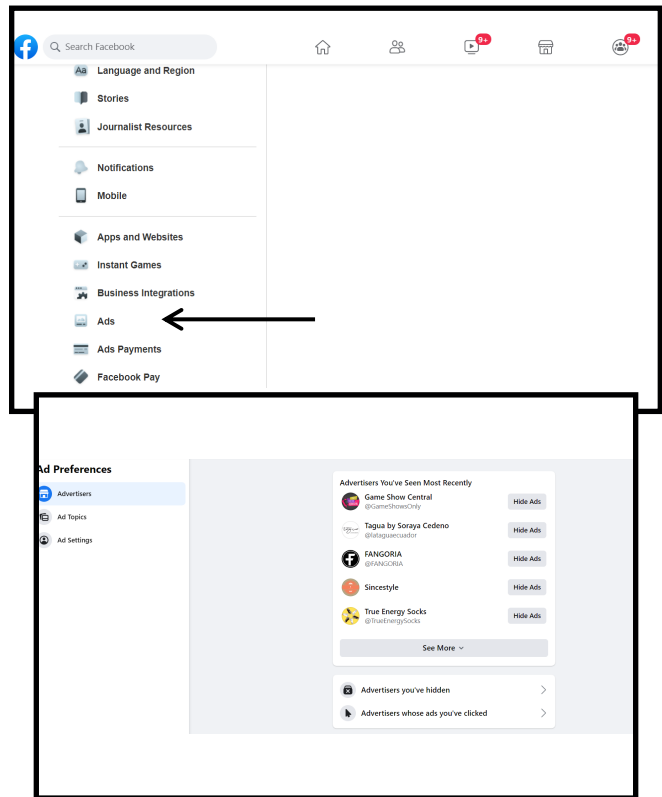 Search Facebook
9+
9+
Aa Language and Region
Stories
Journalist Resources
Notifications
Mobile
Apps and Websites
Instant Games
Business Integrations
Ads
Ads Payments
Facebook Pay
Ad Preferences
Advertisers
Ad Topics
Ad Settings
Advertisers You've Seen Most Recently
Game Show Central
@GameShowsOnly
Hide Ads
Tagua by Soraya Cedeno
@lataguaecuador
Hide Ads
FANGORIA
@FANGORIA
Hide Ads
Sincestyle
Hide Ads
True Energy Socks
@TrueEnergySocks
Hide Ads
See More
Advertisers you've hidden
Advertisers whose ads you've clicked